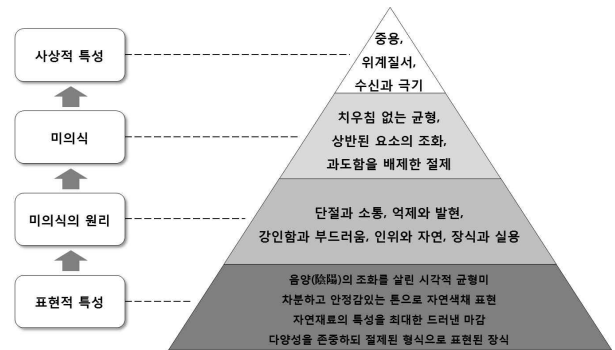 사상적 특성
중용,
위계질서,
수신과 극기
미의식
치우침 없는 균형,
상반된 요소의 조화,
과도함을 배제한 절제
미의식의 원리
단절과 소통, 억제와 발현,
강인함과 부드러움, 인위와 자연, 장식과 실용
표현적 특성
음양(陰陽)의 조화를 살린 시각적 균형미
차분하고 안정감있는 톤으로 자연색채 표현
자연재료의 특성을 최대한 드러낸 마감
다양성을 존중하되 절제된 형식으로 표현된 장식